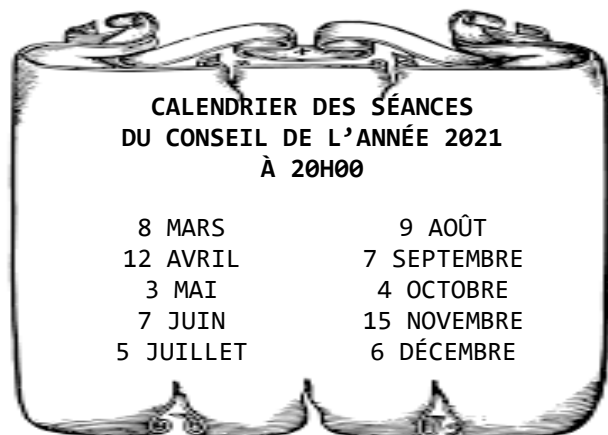 CALENDRIER DES SÉANCES
DU CONSEIL DE L’ANNÉE 2021
À 20H00
8 MARS
12 AVRIL
3 MAI
7 JUIN
5 JUILLET
9 AOÛT
7 SEPTEMBRE
4 OCTOBRE
15 NOVEMBRE
6 DÉCEMBRE